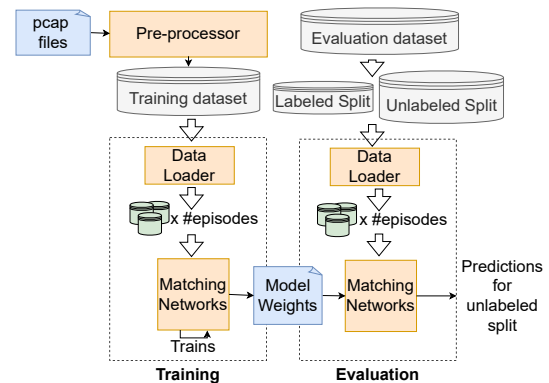 pcap
files
Pre-processor
Evaluation dataset
Training dataset
Labeled Split
Unlabeled Split
Data
Loader
Data
Loader
x #episodes
x #episodes
Matching
Networks
Model
Weights
Matching
Networks
Predictions
for
unlabeled
split
Trains
Training
Evaluation